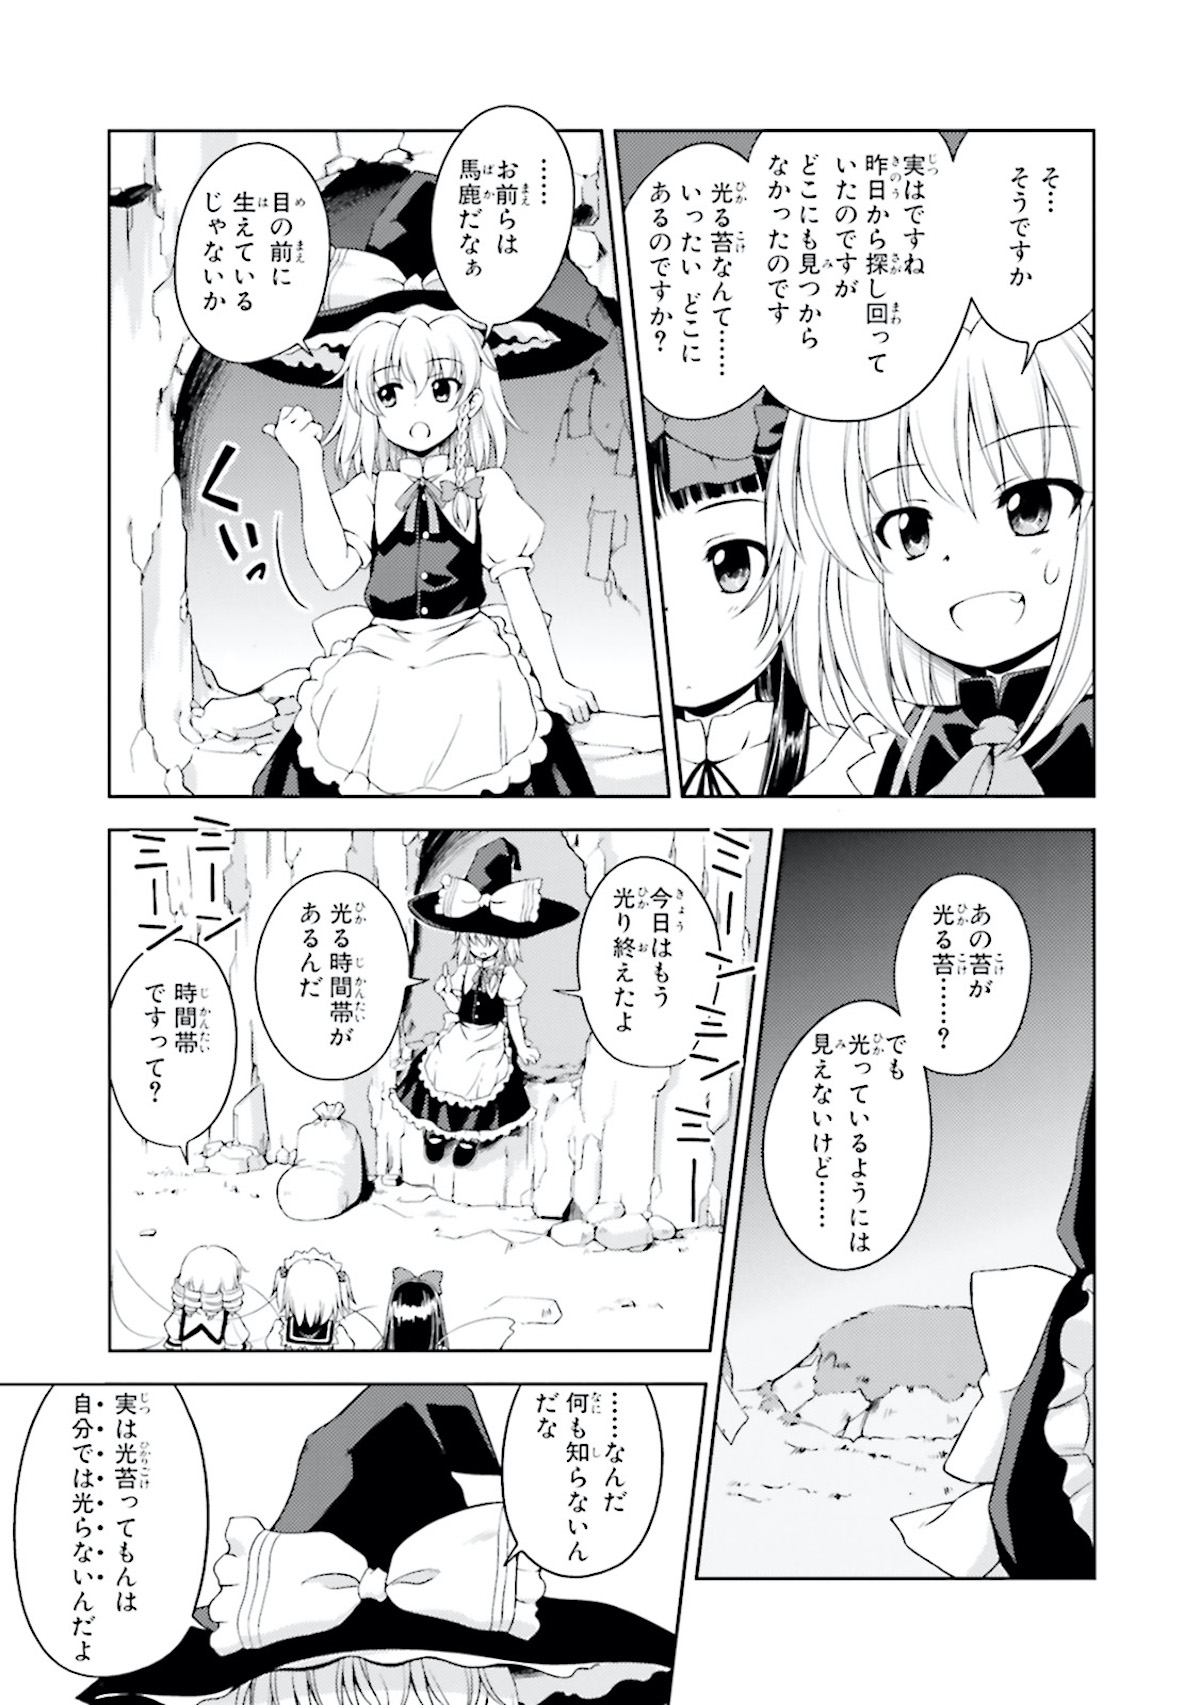 そ…
そうですか
実はですね
昨日から探し回って
いたのですが
どこにも見つから
なかったのです
光る苔なんて……
いったい どこに
あるのですか？
……
お前らは
馬鹿だなぁ
目の前に
生えている
じゃないか
くいっ
あの苔が
光る苔……？
でも
光っているようには
見えないけど……
今日はもう
光り終えたよ
光る時間帯が
あるんだ
時間帯
ですって？
ミーン
ミーン
ミーン
ミーン
……なんだ
何も知らないん
だな
実は光苔ってもんは
自分では光らないんだよ